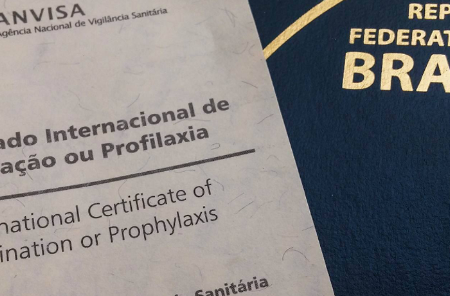 ANVISA
Agência Nacional de Vigilância Sanitária
ado Internacional de
ação ou Profilaxia
national Certificate of
ination or Prophylaxis
Sanitária
REP
FEDERAT
BRA